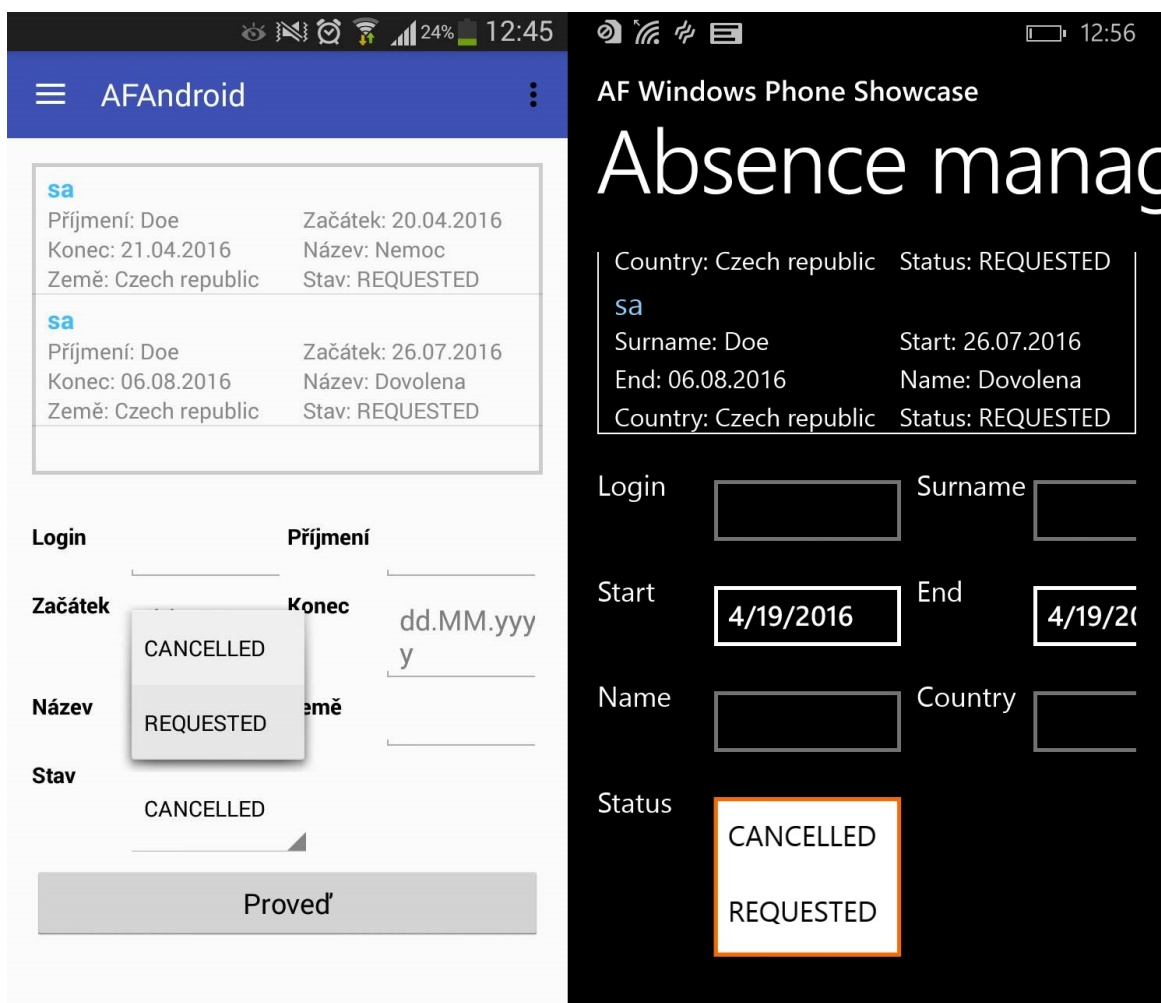 24% 12:45
AFAndroid
sa
Příjmení: Doe Začátek: 20.04.2016
Konec: 21.04.2016 Název: Nemoc
Země: Czech republic Stav: REQUESTED
sa
Příjmení: Doe Začátek: 26.07.2016
Konec: 06.08.2016 Název: Dovolena
Země: Czech republic Stav: REQUESTED
Login Příjmení
Začátek Konec
dd.MM.yyy
y
CANCELLED
Název emě
REQUESTED
Stav
CANCELLED
Proveď
12:56
AF Windows Phone Showcase
Absence manag
Country: Czech republic Status: REQUESTED
sa
Surname: Doe Start: 26.07.2016
End: 06.08.2016 Name: Dovolena
Country: Czech republic Status: REQUESTED
Login Surname
Start End
4/19/2016 4/19/20
Name Country
Status
CANCELLED
REQUESTED